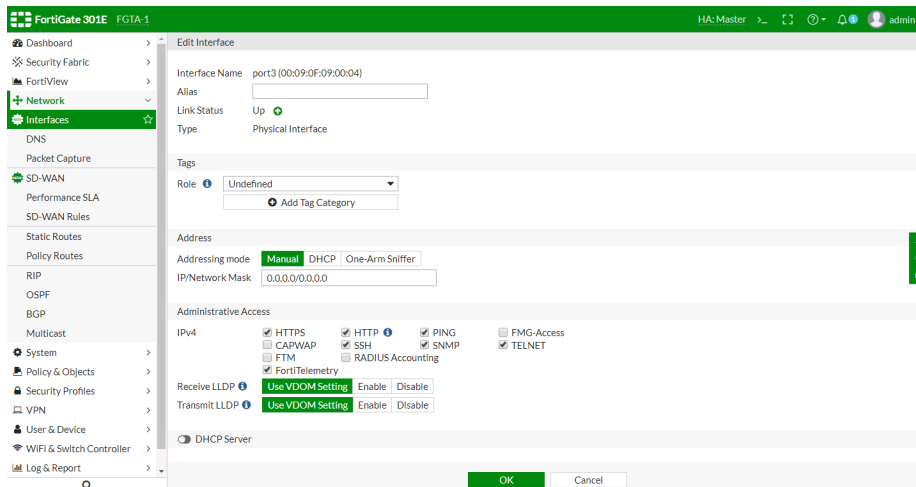 FortiGate 301E FGTA-1
HA: Master >_ admin
Dashboard
Security Fabric
FortiView
Network
Interfaces
DNS
Packet Capture
SD-WAN
Performance SLA
SD-WAN Rules
Static Routes
Policy Routes
RIP
OSPF
BGP
Multicast
System
Policy & Objects
Security Profiles
VPN
User & Device
WiFi & Switch Controller
Log & Report
Edit Interface
Interface Name port3 (00:09:0F:09:00:04)
Alias
Link Status Up
Type Physical Interface
Tags
Role Undefined
Add Tag Category
Address
Addressing mode Manual DHCP One-Arm Sniffer
IP/Network Mask 0.0.0.0/0.0.0.0
Administrative Access
IPv4 HTTPS HTTP PING FMG-Access
CAPWAP SSH SNMP TELNET
FTM RADIUS Accounting
FortiTelemetry
Receive LLDP Use VDOM Setting Enable Disable
Transmit LLDP Use VDOM Setting Enable Disable
DHCP Server
OK Cancel